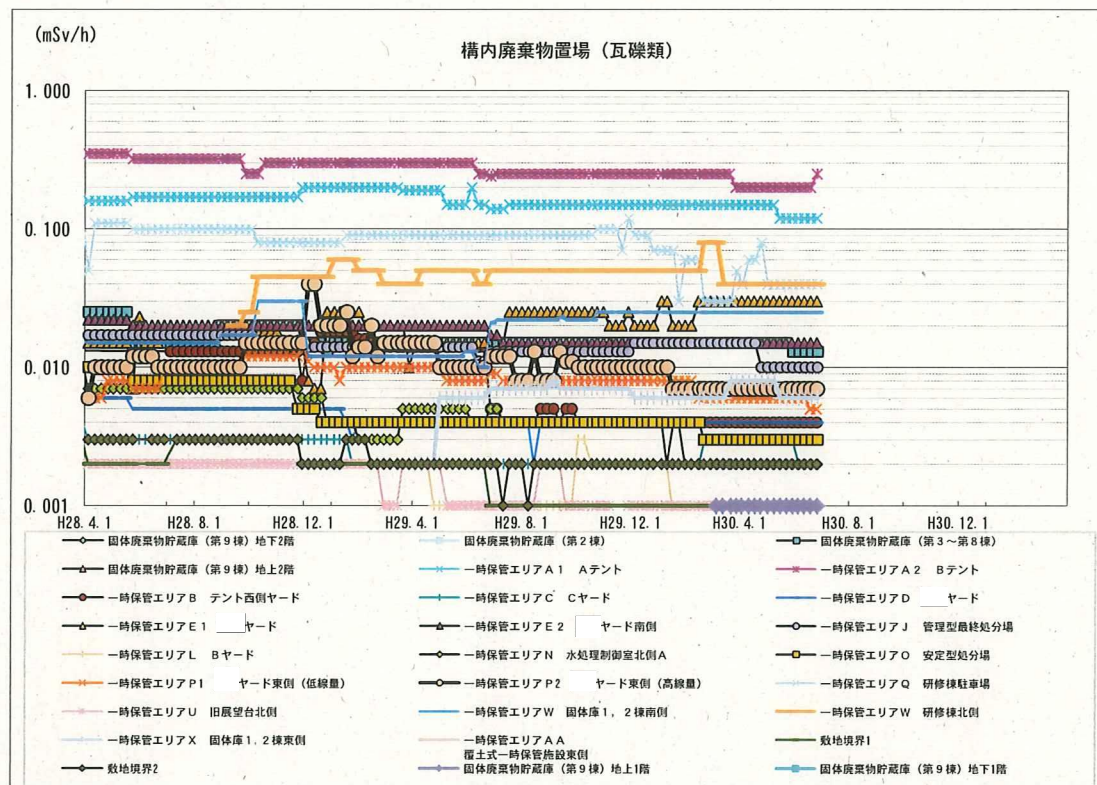 (mSv/h)
構内廃棄物置場（瓦礫類）
1.000
0.100
0.010
0.001
H28.4.1 H28.8.1 H28.12.1 H29.4.1 H29.8.1 H29.12.1 H30.4.1 H30.8.1 H30.12.1
固体廃棄物貯蔵庫（第9棟）地下2階 固体廃棄物貯蔵庫（第2棟） 固体廃棄物貯蔵庫（第3～第8棟）
固体廃棄物貯蔵庫（第9棟）地上2階 一時保管エリアA1 Aテント 一時保管エリアA2 Bテント
一時保管エリアB テント西側ヤード 一時保管エリアC Cヤード 一時保管エリアD ヤード
一時保管エリアE1 ヤード 一時保管エリアE2 ヤード南側 一時保管エリアJ 管理型最終処分場
一時保管エリアL Bヤード 一時保管エリアN 水処理制御室北側A 一時保管エリアO 安定型処分場
一時保管エリアP1 ヤード東側（低線量） 一時保管エリアP2 ヤード東側（高線量） 一時保管エリアQ 研修棟駐車場
一時保管エリアU 旧展望台北側 一時保管エリアW 固体庫1，2棟南側 一時保管エリアW 研修棟北側
一時保管エリアX 固体庫1，2棟東側 一時保管エリアAA 敷地境界1
覆土式一時保管施設東側
敷地境界2 固体廃棄物貯蔵庫（第9棟）地上1階 固体廃棄物貯蔵庫（第9棟）地下1階